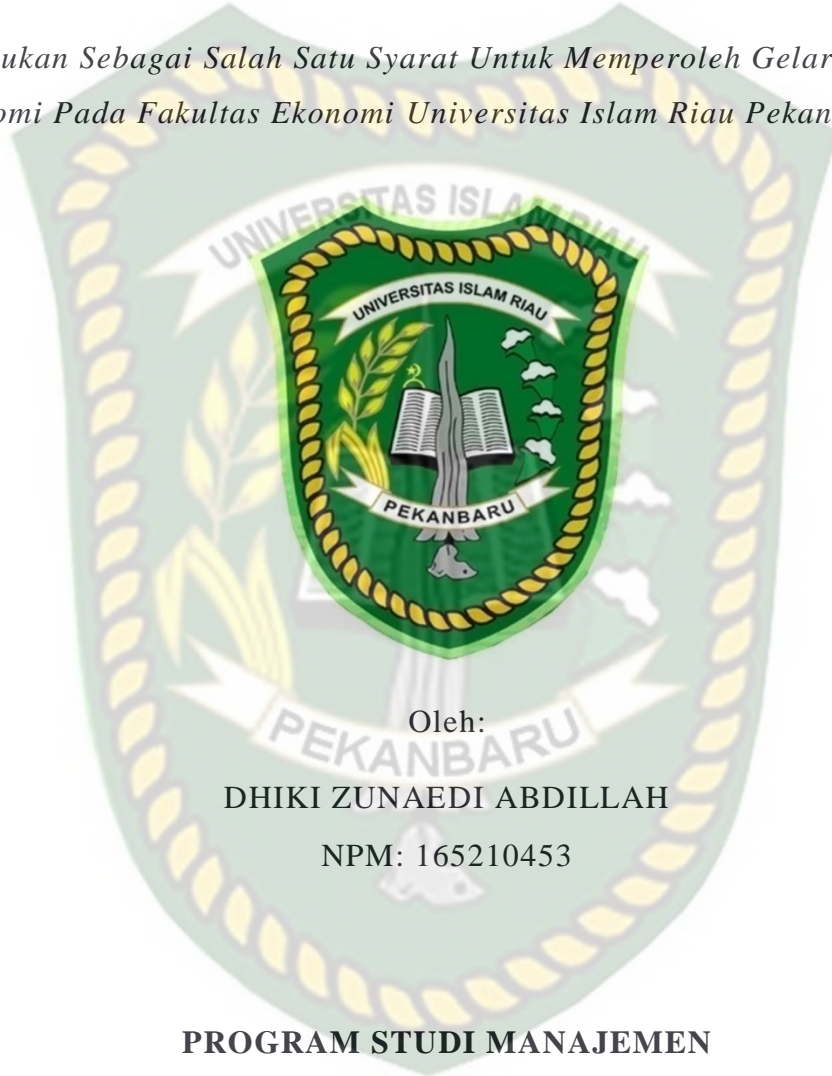 ukan Sebagai Salah Satu Syarat Untuk Memperoleh Gelar
omi Pada Fakultas Ekonomi Universitas Islam Riau Pekan
UNIVERSITAS ISLAM RIAU
UNIVERSITAS ISLAM RIAU
PEKANBARU
Oleh:
PEKANBARU
DHIKI ZUNAEDI ABDILLAH
NPM: 165210453
PROGRAM STUDI MANAJEMEN